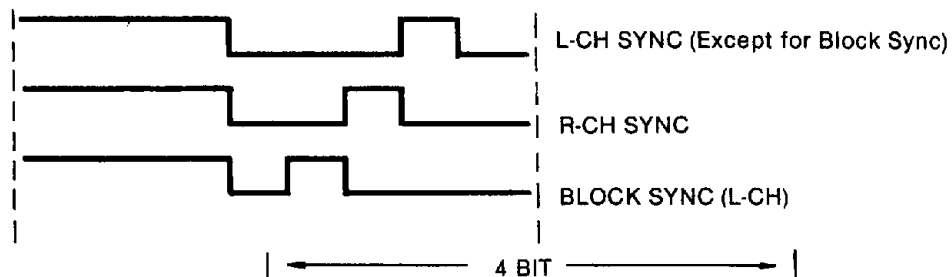 L-CH SYNC (Except for Block Sync)
R-CH SYNC
BLOCK SYNC (L-CH)
4 BIT